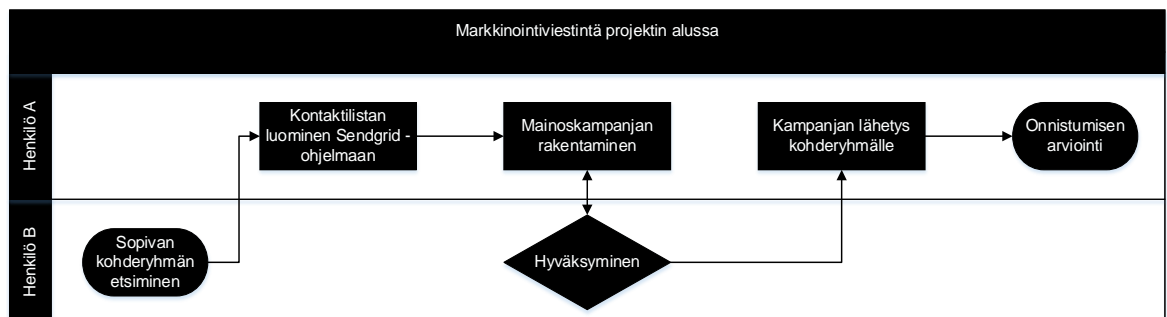 Markkinointiviestintä projektin alussa
Henkilö A
Kontaktilistan
luominen Sendgrid -
ohjelmaan
Mainoskampanjan
rakentaminen
Kampanjan lähetys
kohderyhmälle
Onnistumisen
arviointi
Henkilö B
Sopivan
kohderyhmän
etsiminen
Hyväksyminen